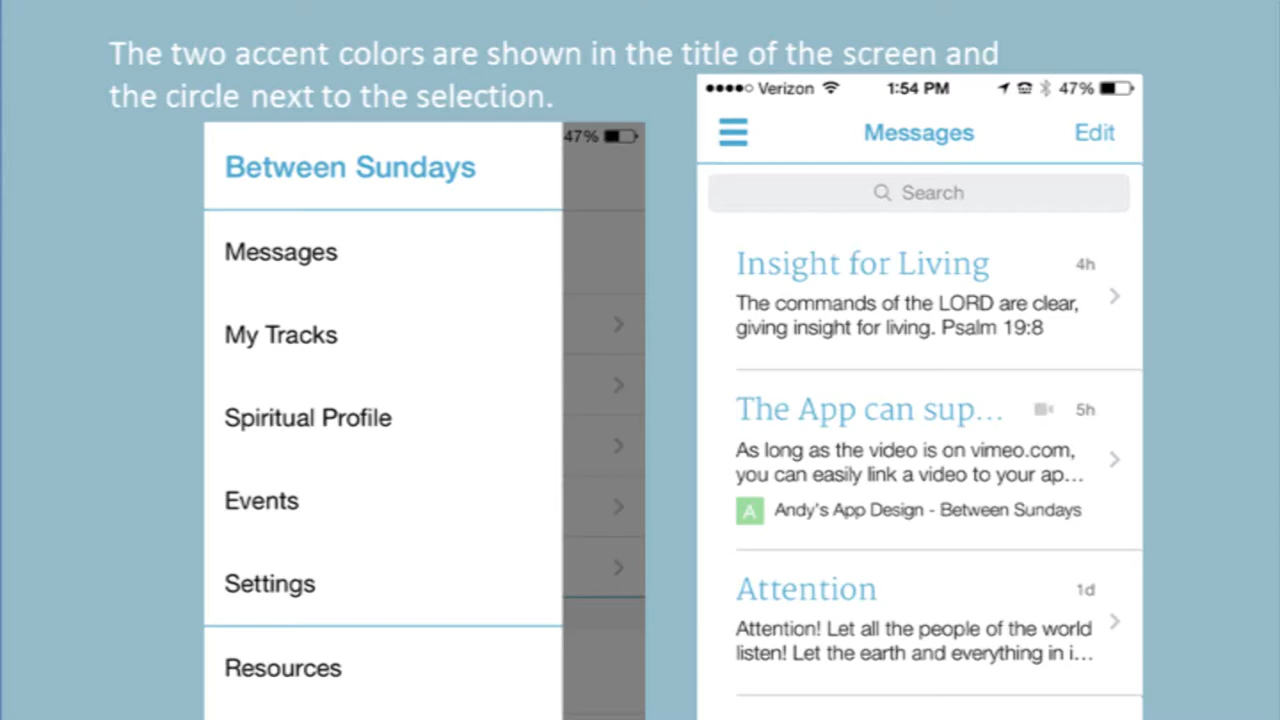 The two accent colors are shown in the title of the screen and
the circle next to the selection.
47%
Between Sundays
Messages
My Tracks
Spiritual Profile
Events
Settings
Resources
Verizon 1:54 PM 47%
Messages Edit
Search
Insight for Living 4h
The commands of the LORD are clear,
giving insight for living. Psalm 19:8
The App can sup... 5h
As long as the video is on vimeo.com,
you can easily link a video to your ap...
A Andy's App Design - Between Sundays
Attention 1d
Attention! Let all the people of the world
listen! Let the earth and everything in i...